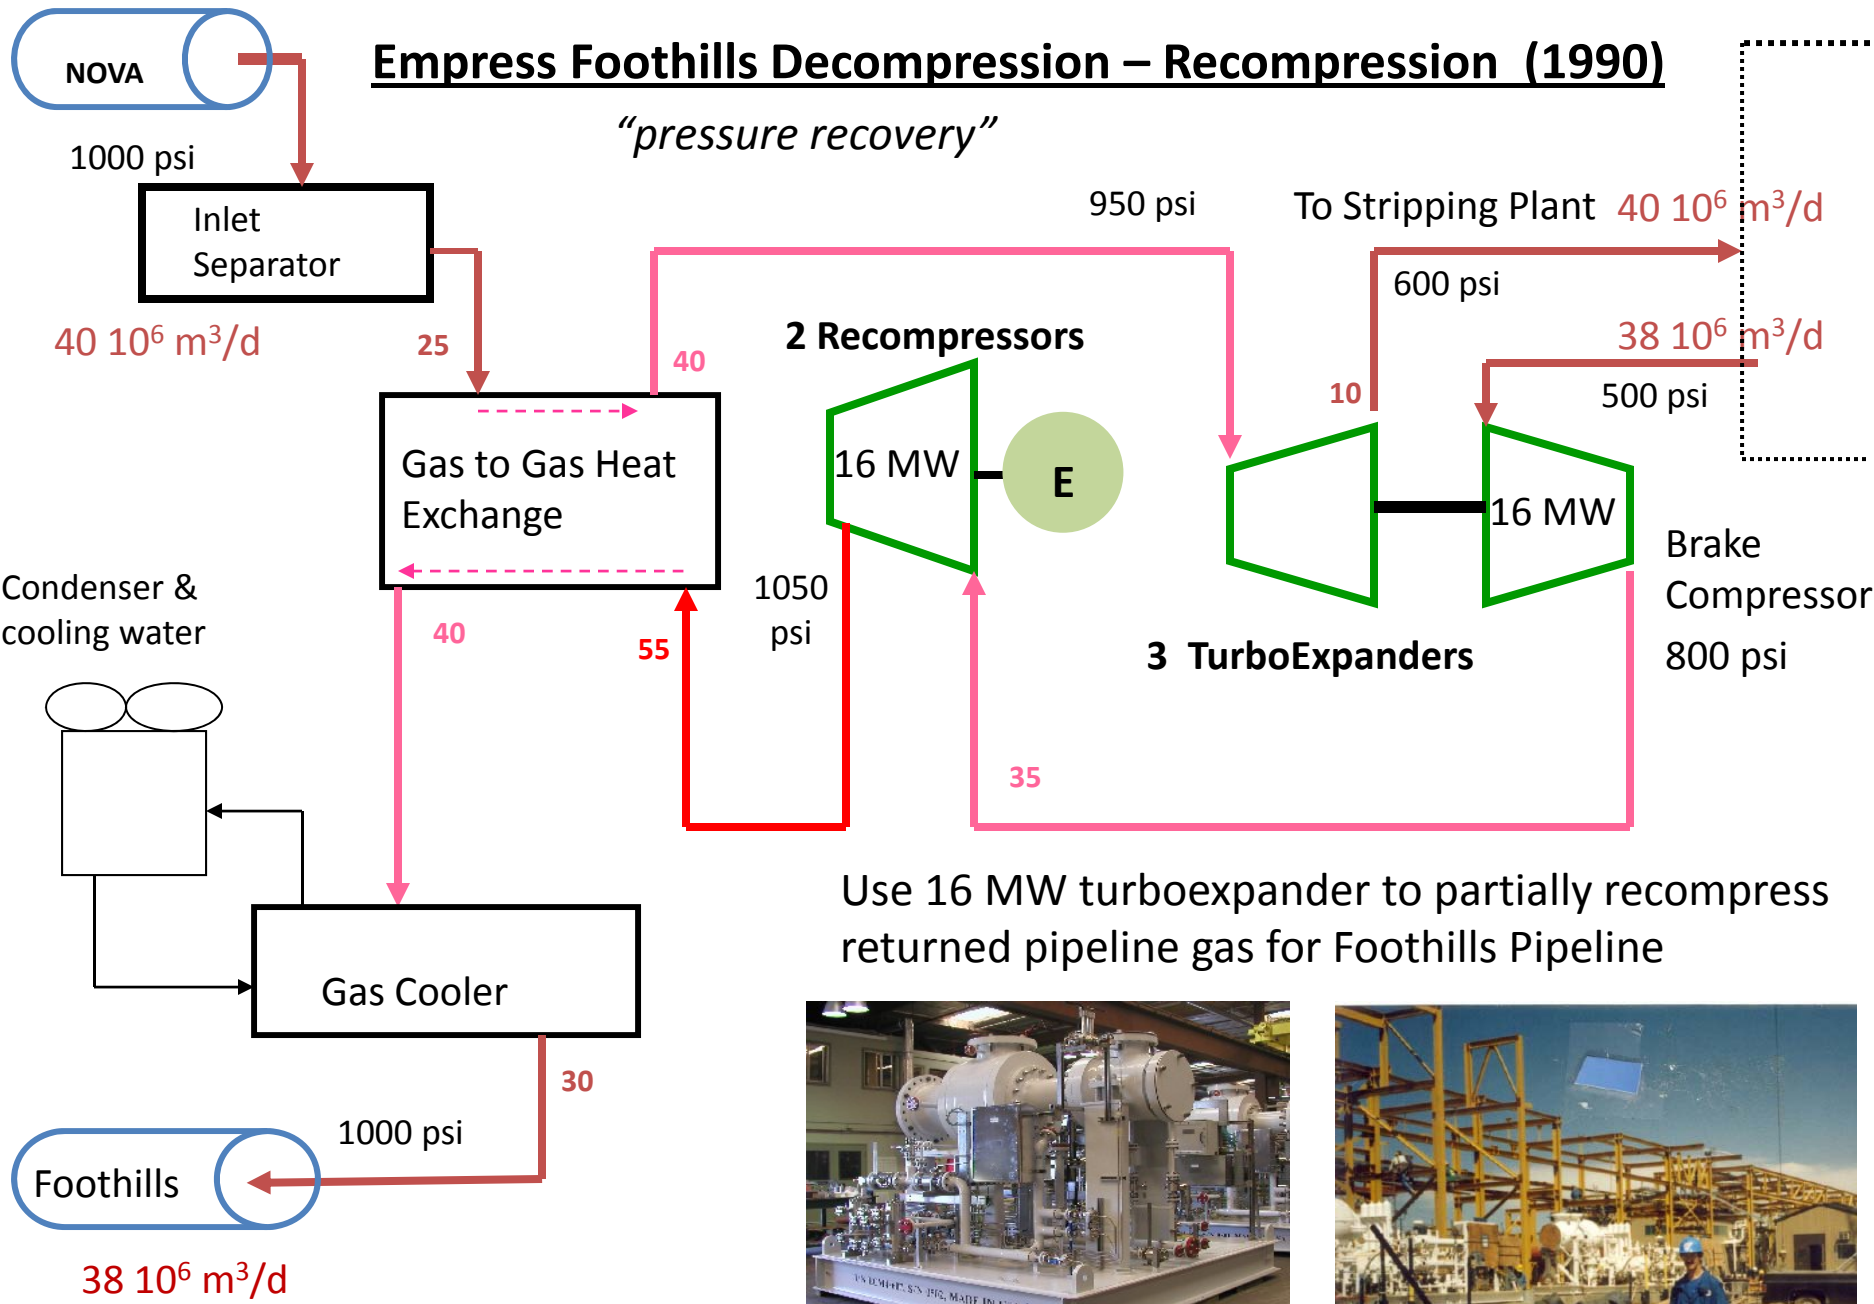 Empress Foothills Decompression – Recompression  (1990)
“pressure recovery”
NOVA
1000 psi
Inlet
Separator
40 10⁶ m³/d
25
40
950 psi
To Stripping Plant
40 10⁶ m³/d
600 psi
38 10⁶ m³/d
500 psi
10
2 Recompressors
16 MW
E
Gas to Gas Heat
Exchange
16 MW
Brake
Compressor
800 psi
3 TurboExpanders
1050
psi
55
40
35
Condenser &
cooling water
Gas Cooler
30
1000 psi
Foothills
38 10⁶ m³/d
Use 16 MW turboexpander to partially recompress
returned pipeline gas for Foothills Pipeline
MADE IN